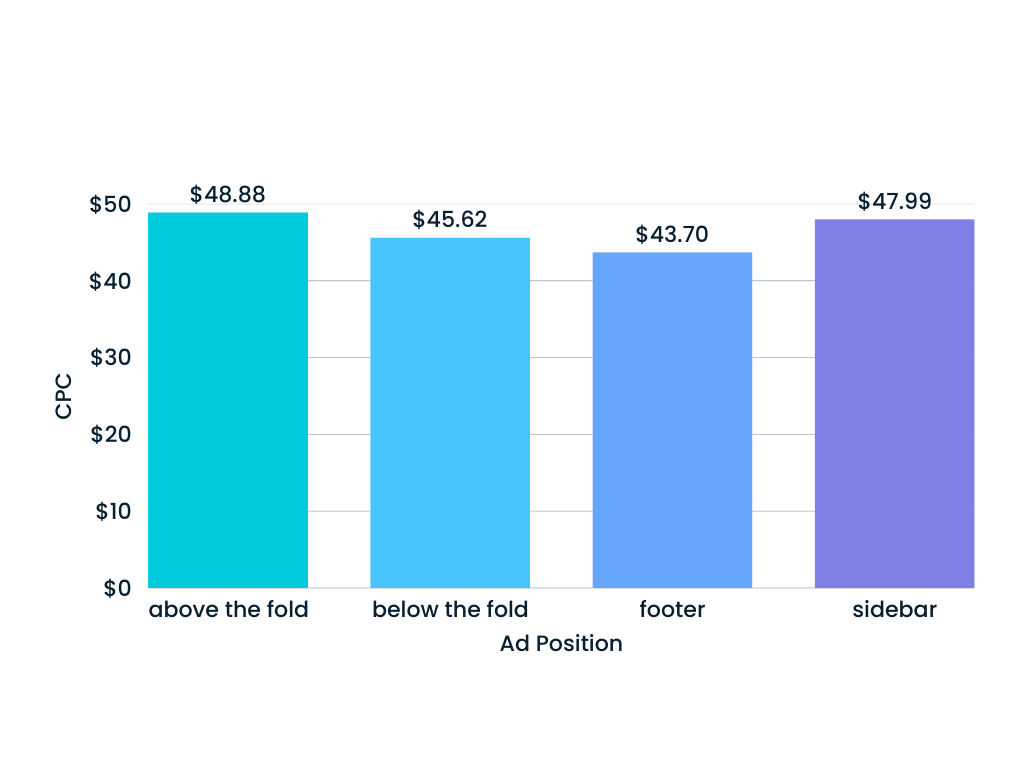 $48.88
$45.62
$43.70
$47.99
$50
$40
$30
$20
$10
$0
CPC
above the fold
below the fold
footer
sidebar
Ad Position